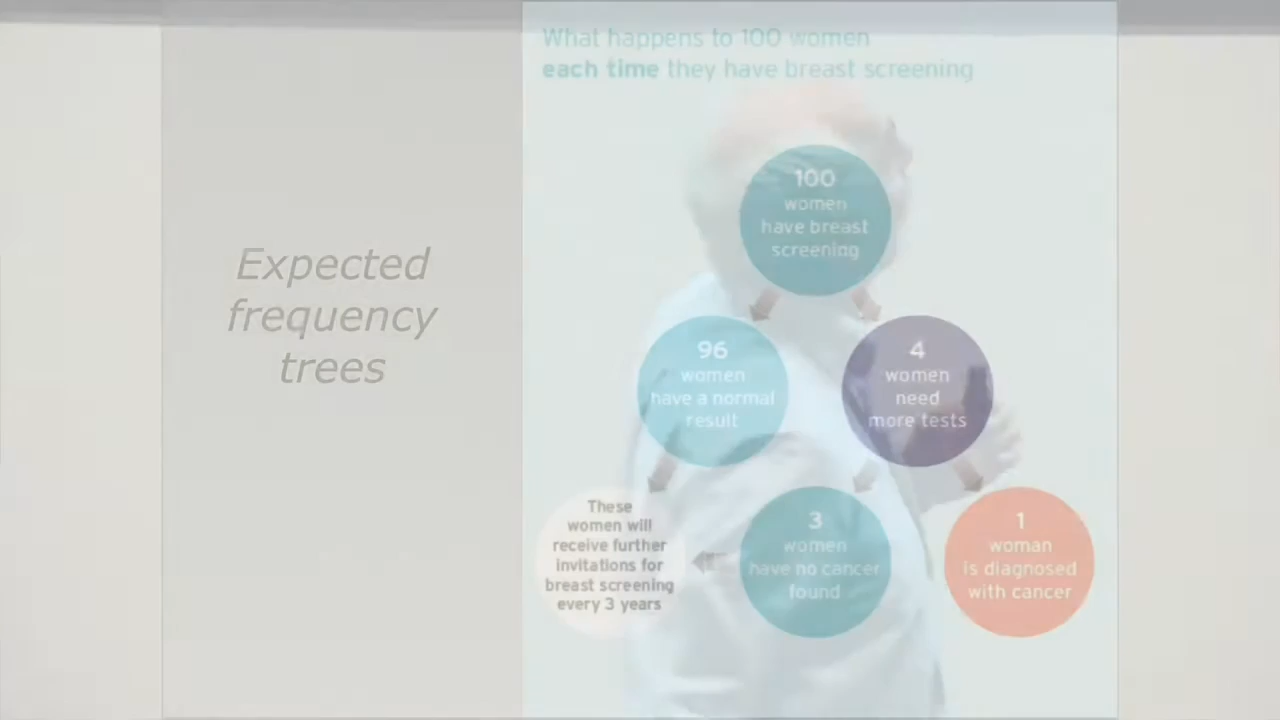 What happens to 100 women
each time they have breast screening
Expected
frequency
trees
100
women
have breast
screening
96
women
have a normal
result
4
women
need
more tests
These
women will
receive further
invitations for
breast screening
every 3 years
3
women
have no cancer
found
1
woman
is diagnosed
with cancer